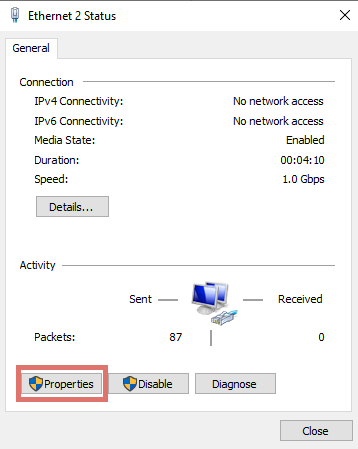 Ethernet 2 Status
General
Connection
IPv4 Connectivity: No network access
IPv6 Connectivity: No network access
Media State: Enabled
Duration: 00:04:10
Speed: 1.0 Gbps
Details...
Activity
Sent Received
Packets: 87 0
Properties Disable Diagnose
Close